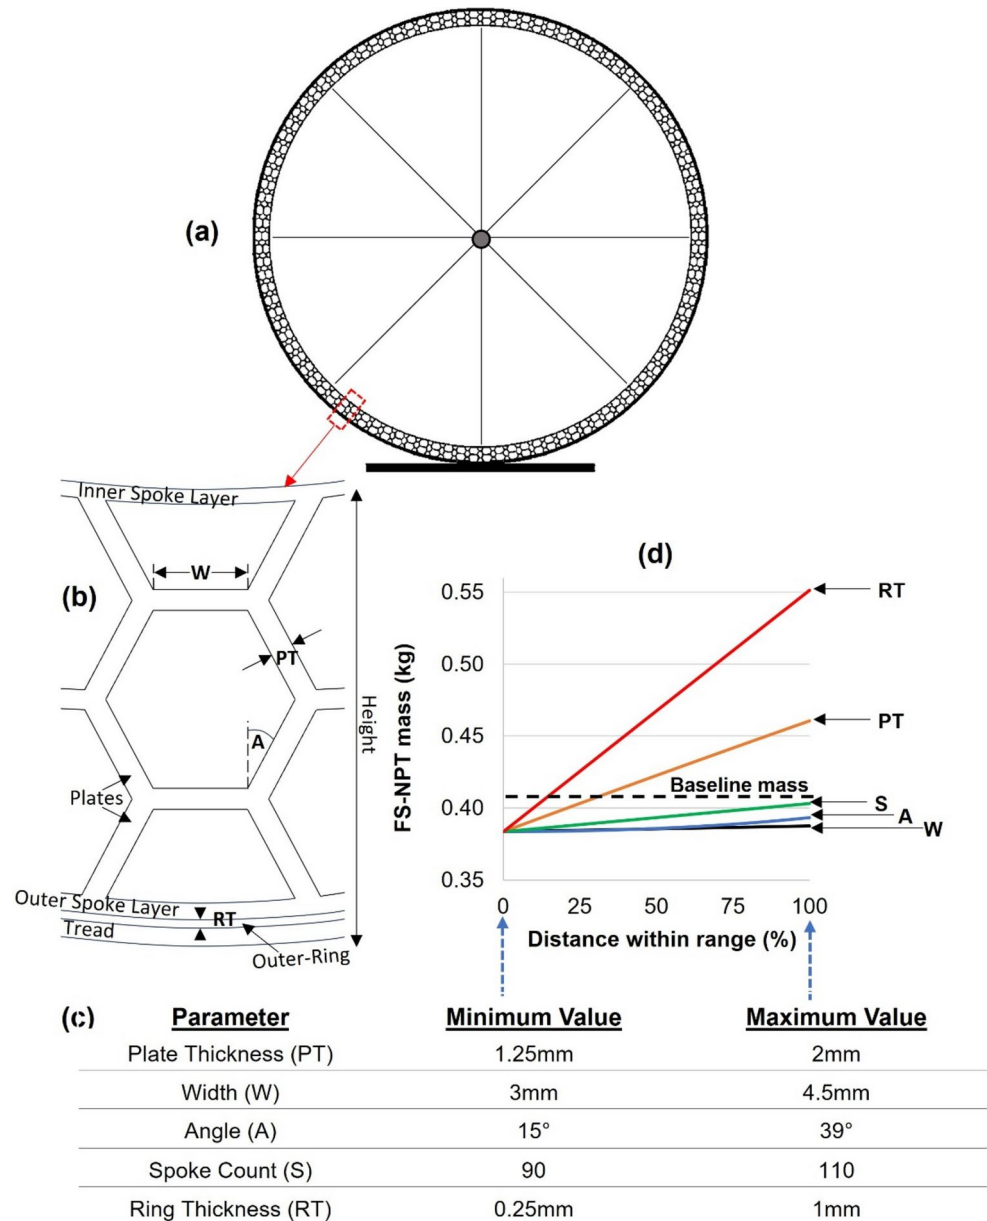 (a)
Inner Spoke Layer
W
(b)
PT
Height
A
Plates
Outer Spoke Layer
RT
Tread
Outer-Ring
(d)
FS-NPT mass (kg)
0.55
0.50
0.45
0.40
0.35
RT
PT
Baseline mass
S
A
W
0 25 50 75 100
Distance within range (%)
(c) Parameter Minimum Value Maximum Value
Plate Thickness (PT) 1.25mm 2mm
Width (W) 3mm 4.5mm
Angle (A) 15° 39°
Spoke Count (S) 90 110
Ring Thickness (RT) 0.25mm 1mm